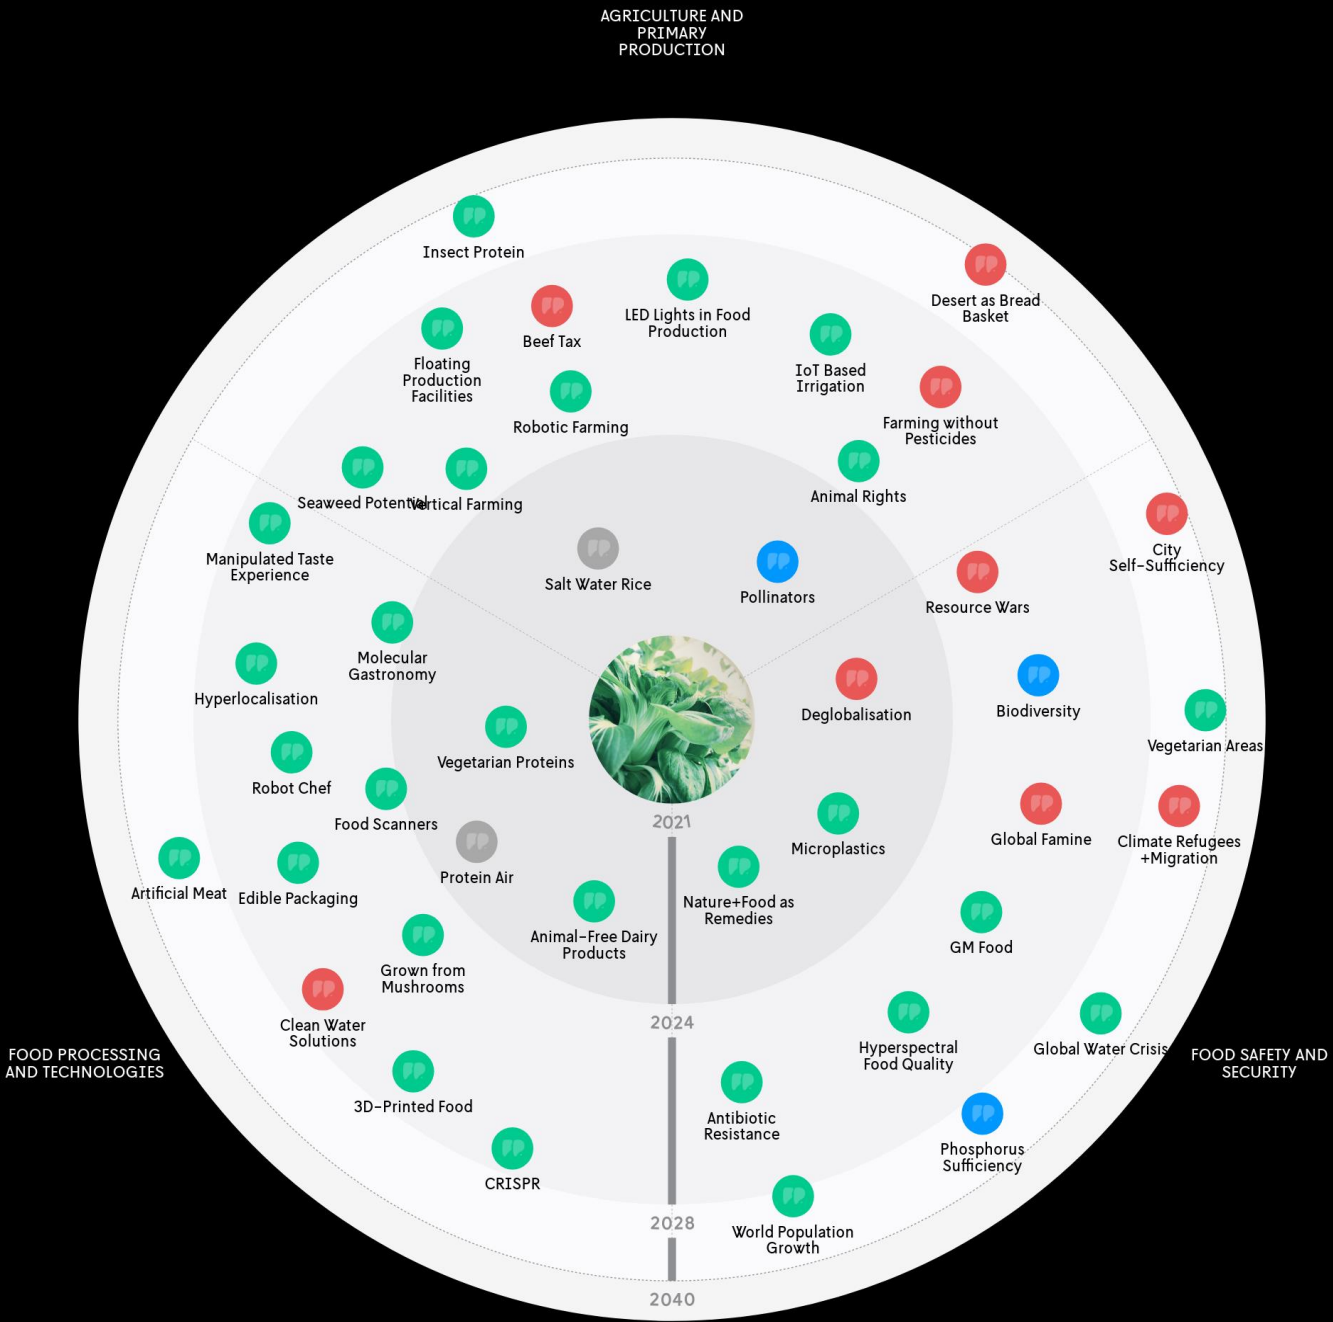 AGRICULTURE AND
PRIMARY
PRODUCTION
Insect Protein
Desert as Bread
Basket
LED Lights in Food
Production
Beef Tax
Floating
Production
Facilities
IoT Based
Irrigation
Robotic Farming
Farming without
Pesticides
Seaweed Potential
Vertical Farming
Animal Rights
Manipulated Taste
Experience
City
Self-Sufficiency
Salt Water Rice
Pollinators
Resource Wars
Molecular
Gastronomy
Hyperlocalisation
Deglobalisation
Biodiversity
Vegetarian Areas
Vegetarian Proteins
Robot Chef
Food Scanners
2021
Microplastics
Global Famine
Climate Refugees
+Migration
Protein Air
Artificial Meat
Edible Packaging
Nature+Food as
Remedies
Animal-Free Dairy
Products
GM Food
Grown from
Mushrooms
Clean Water
Solutions
2024
Hyperspectral
Food Quality
Global Water Crisis
FOOD PROCESSING
AND TECHNOLOGIES
FOOD SAFETY AND
SECURITY
3D-Printed Food
Antibiotic
Resistance
Phosphorus
Sufficiency
CRISPR
2028
World Population
Growth
2040